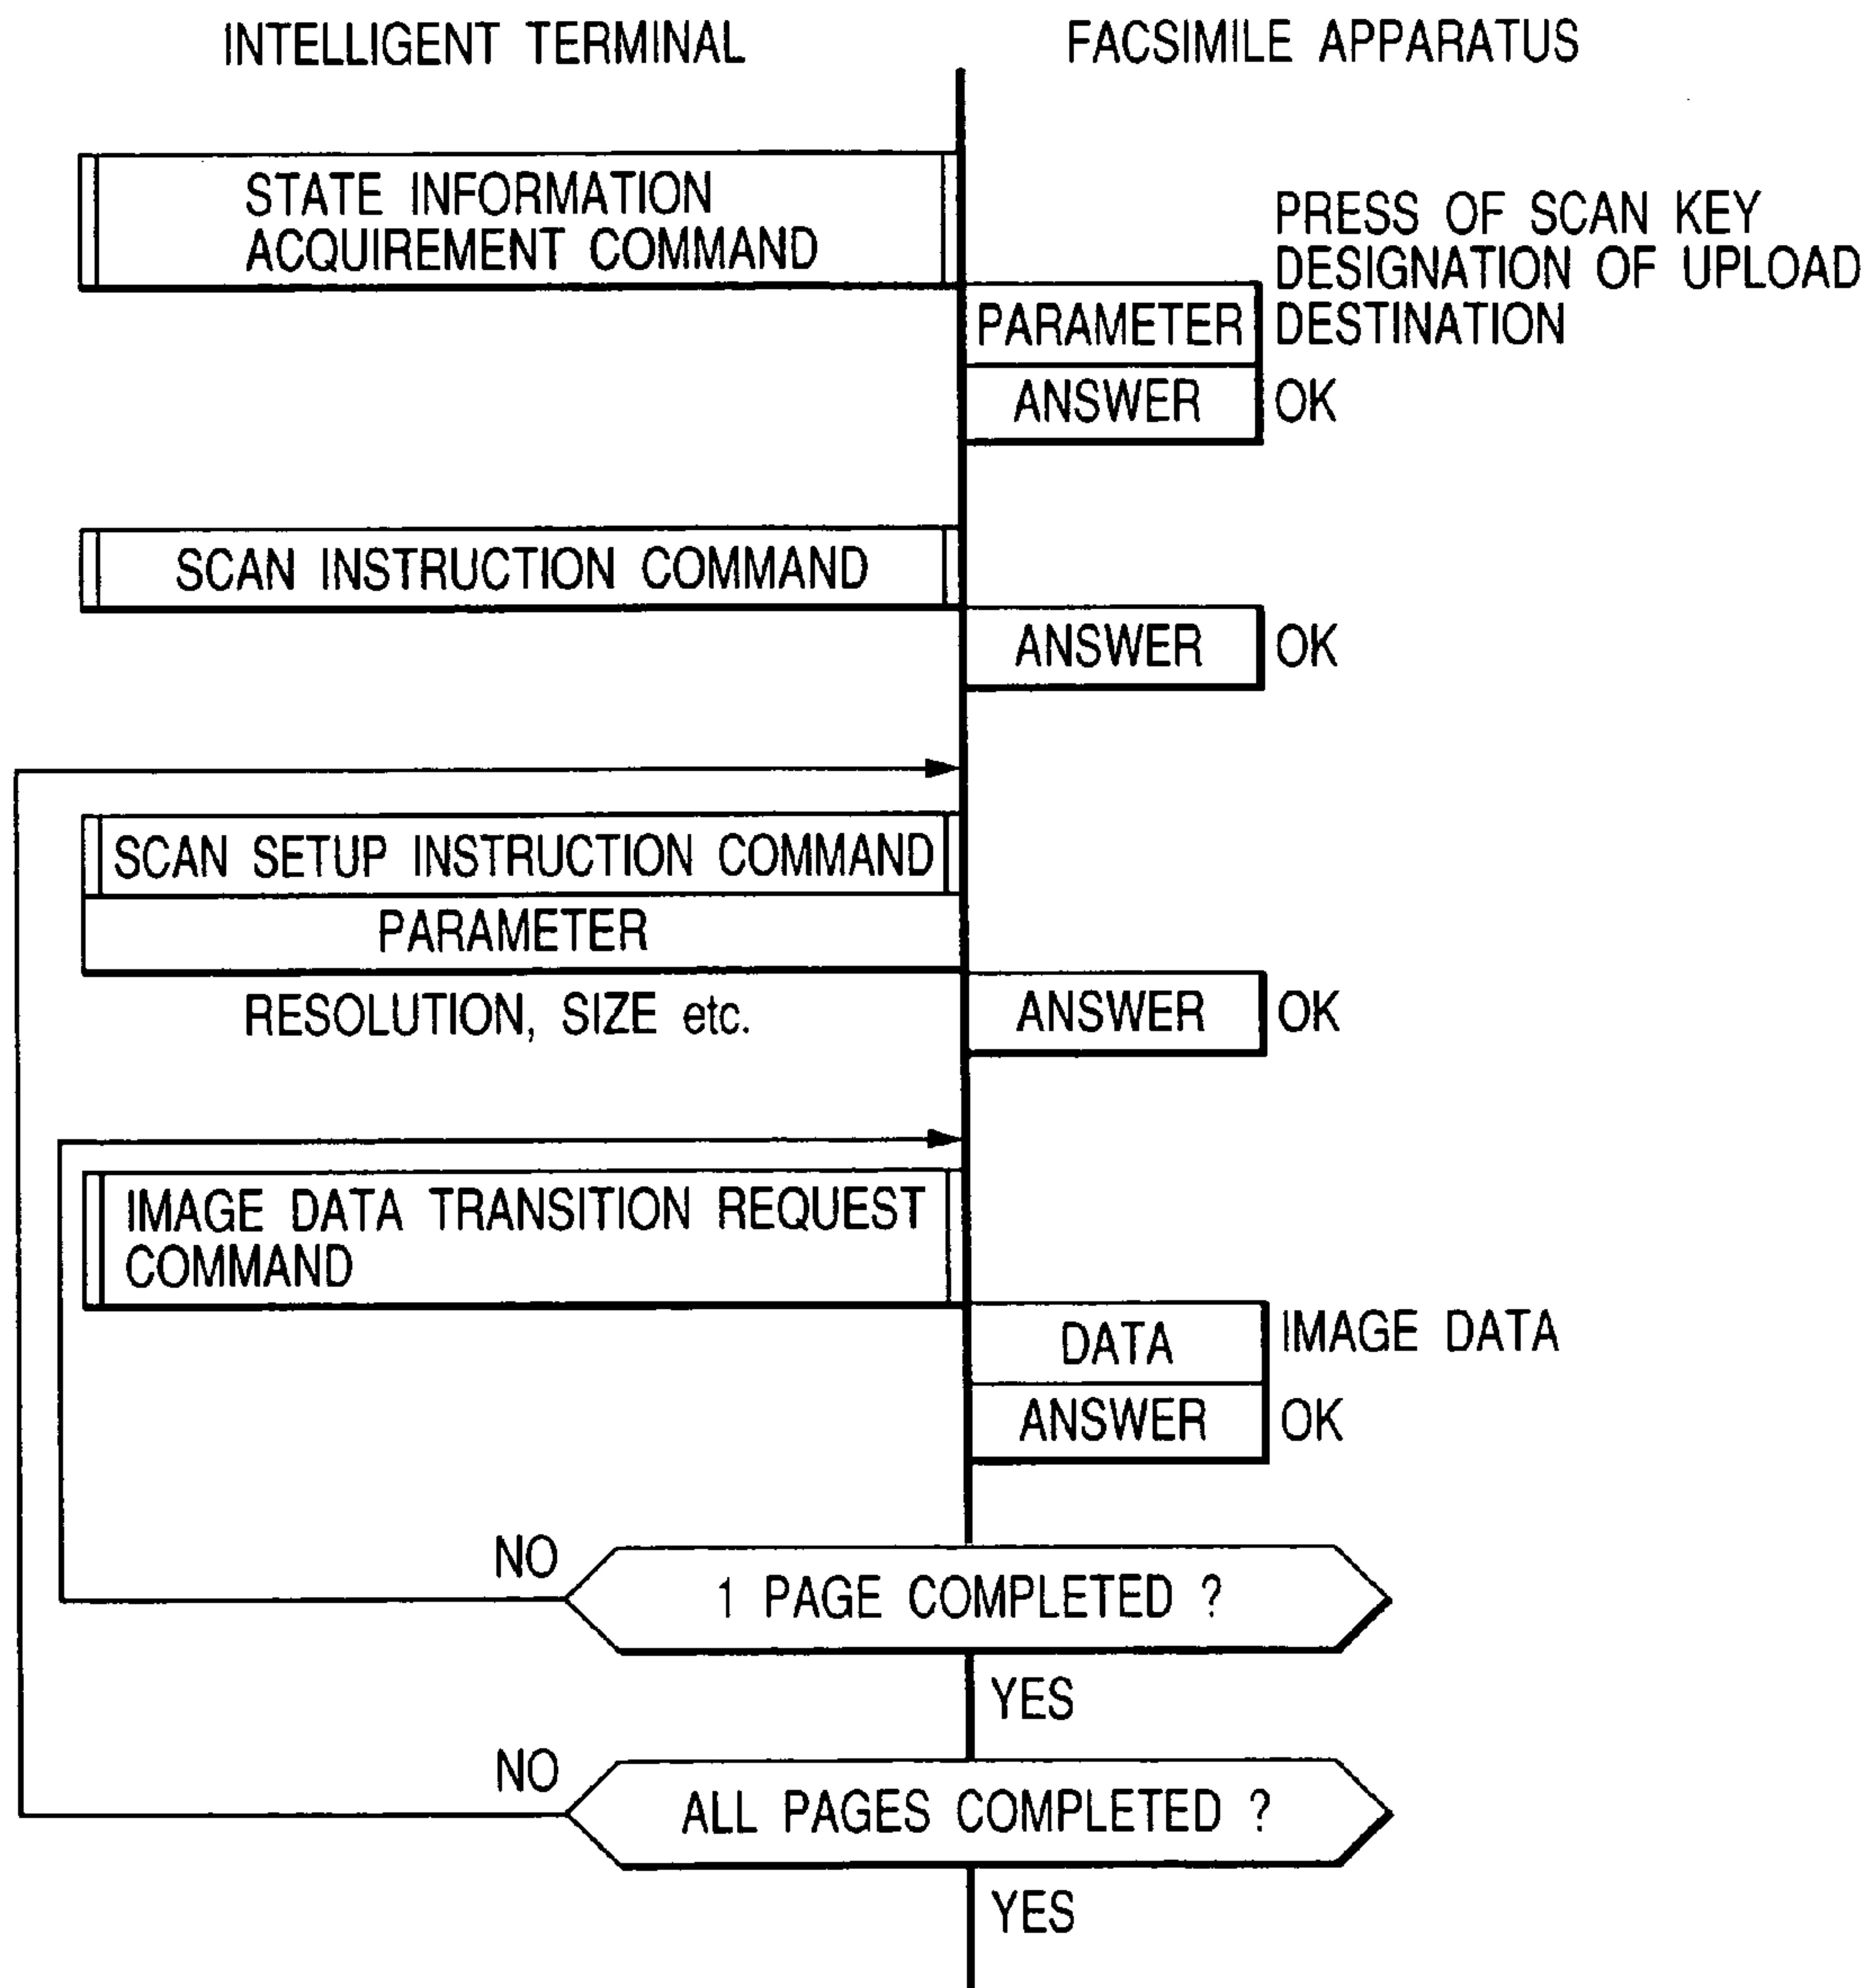 INTELLIGENT TERMINAL
FACSIMILE APPARATUS
STATE INFORMATION
ACQUIREMENT COMMAND
PRESS OF SCAN KEY
DESIGNATION OF UPLOAD
DESTINATION
PARAMETER
ANSWER
OK
SCAN INSTRUCTION COMMAND
ANSWER
OK
SCAN SETUP INSTRUCTION COMMAND
PARAMETER
RESOLUTION, SIZE etc.
ANSWER
OK
IMAGE DATA TRANSITION REQUEST
COMMAND
DATA
IMAGE DATA
ANSWER
OK
NO
1 PAGE COMPLETED ?
YES
NO
ALL PAGES COMPLETED ?
YES